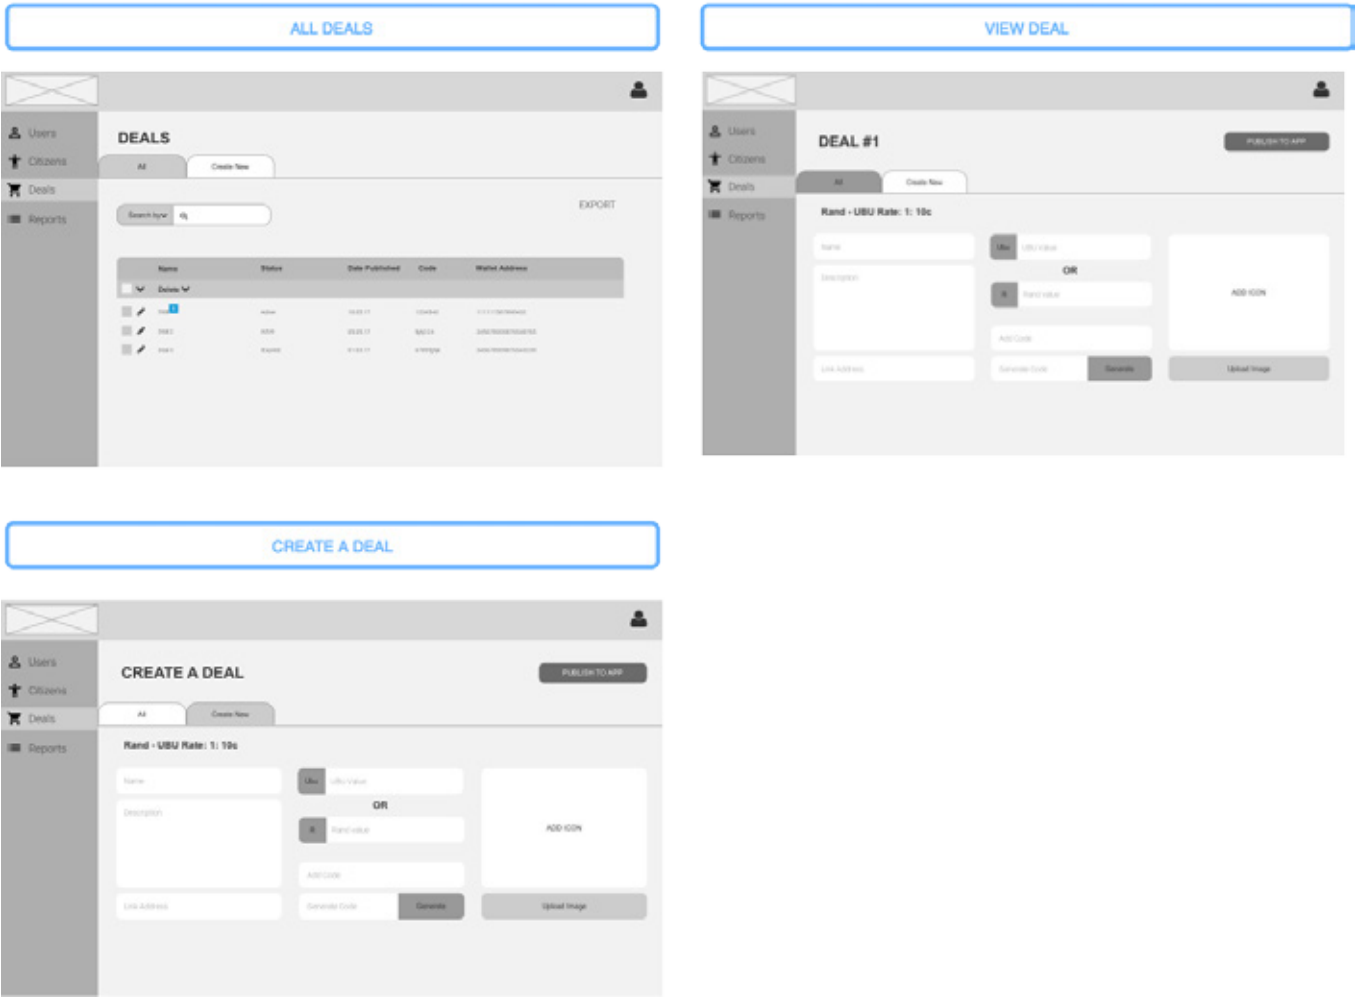 ALL DEALS
Users
Citizens
Deals
Reports
DEALS
All
Create New
Search by
EXPORT
Name Status Date Published Code Wallet Address
Delete
1
Active
Expired
VIEW DEAL
Users
Citizens
Deals
Reports
DEAL #1
PUBLISH TO APP
All
Create New
Rand - UBU Rate: 1: 10c
Name
Description
Link Address
Ubu UBU Value
OR
R Rand value
Add Code
Generate Code Generate
ADD ICON
Upload Image
CREATE A DEAL
Users
Citizens
Deals
Reports
CREATE A DEAL
PUBLISH TO APP
All
Create New
Rand - UBU Rate: 1: 10c
Name
Description
Link Address
Ubu UBU Value
OR
R Rand value
Add Code
Generate Code Generate
ADD ICON
Upload Image